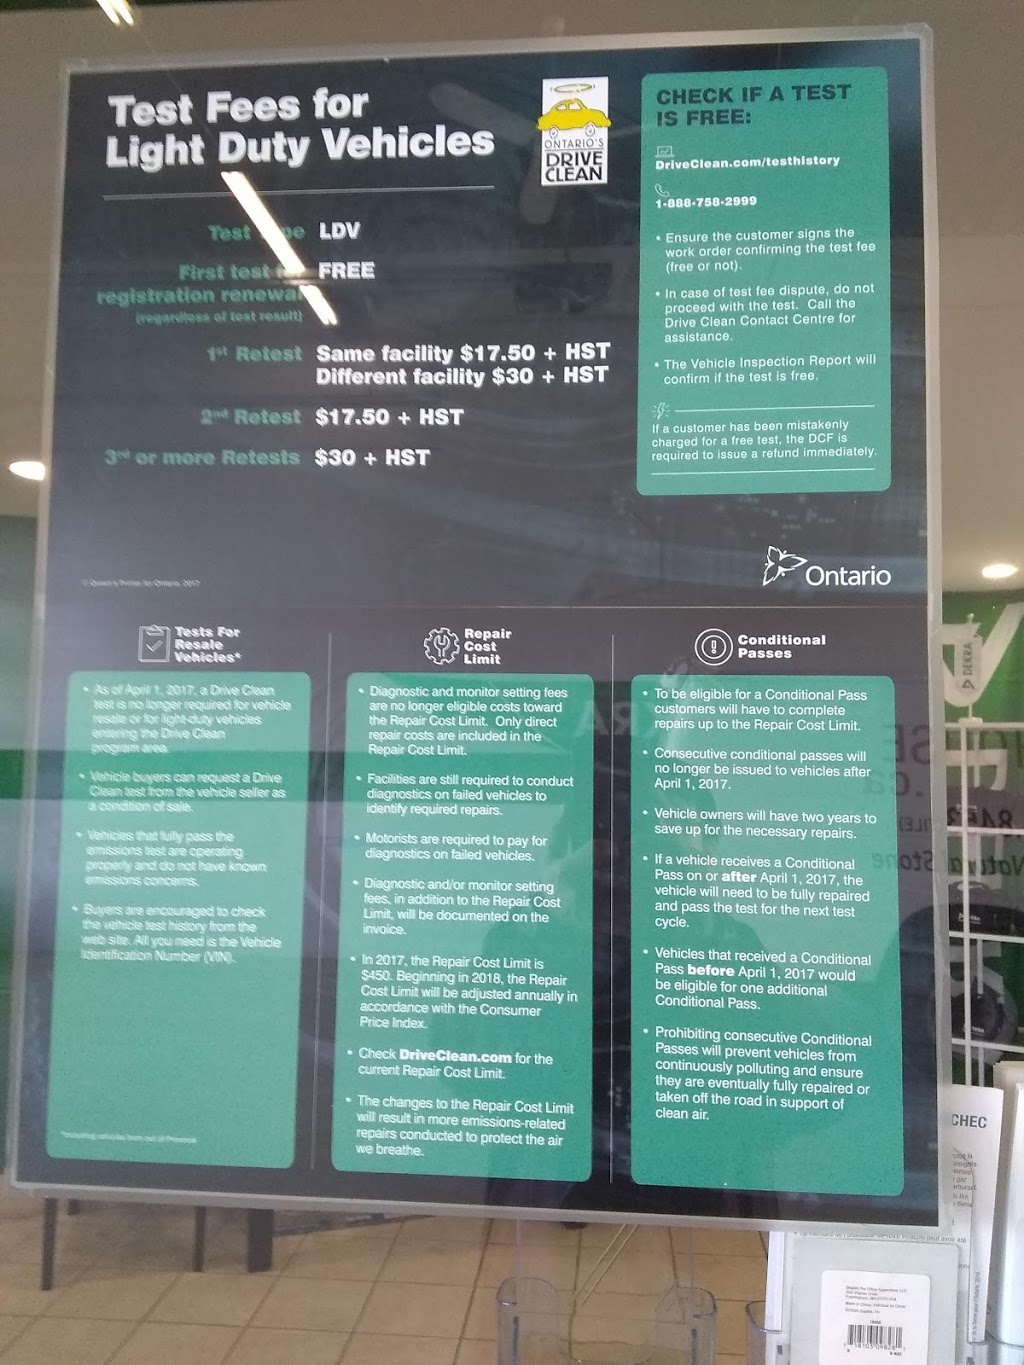 Test Fees for
Light Duty Vehicles
ONTARIO'S
DRIVE
CLEAN
Test LDV
First test FREE
registration renewal
(regardless of test result)
1st Retest Same facility $17.50 + HST
Different facility $30 + HST
2nd Retest $17.50 + HST
3rd or more Retests $30 + HST
© Queen's Printer for Ontario, 2017
CHECK IF A TEST
IS FREE:
DriveClean.com/testhistory
1-888-758-2999
• Ensure the customer signs the
work order confirming the test fee
(free or not).
• In case of test fee dispute, do not
proceed with the test. Call the
Drive Clean Contact Centre for
assistance.
• The Vehicle Inspection Report will
confirm if the test is free.
If a customer has been mistakenly
charged for a free test, the DCF is
required to issue a refund immediately.
Ontario
Tests For
Resale
Vehicles*
• As of April 1, 2017, a Drive Clean
test is no longer required for vehicle
resale or for light-duty vehicles
entering the Drive Clean
program area.
• Vehicle buyers can request a Drive
Clean test from the vehicle seller as
a condition of sale.
• Vehicles that fully pass the
emissions test are operating
properly and do not have known
emissions concerns.
• Buyers are encouraged to check
the vehicle test history from the
web site. All you need is the Vehicle
Identification Number (VIN).
*Including vehicles from out of Province
Repair
Cost
Limit
• Diagnostic and monitor setting fees
are no longer eligible costs toward
the Repair Cost Limit. Only direct
repair costs are included in the
Repair Cost Limit.
• Facilities are still required to conduct
diagnostics on failed vehicles to
identify required repairs.
• Motorists are required to pay for
diagnostics on failed vehicles.
• Diagnostic and/or monitor setting
fees, in addition to the Repair Cost
Limit, will be documented on the
invoice.
• In 2017, the Repair Cost Limit is
$450. Beginning in 2018, the Repair
Cost Limit will be adjusted annually in
accordance with the Consumer
Price Index.
• Check DriveClean.com for the
current Repair Cost Limit.
• The changes to the Repair Cost Limit
will result in more emissions-related
repairs conducted to protect the air
we breathe.
Conditional
Passes
• To be eligible for a Conditional Pass
customers will have to complete
repairs up to the Repair Cost Limit.
• Consecutive conditional passes will
no longer be issued to vehicles after
April 1, 2017.
• Vehicle owners will have two years to
save up for the necessary repairs.
• If a vehicle receives a Conditional
Pass on or after April 1, 2017, the
vehicle will need to be fully repaired
and pass the test for the next test
cycle.
• Vehicles that received a Conditional
Pass before April 1, 2017 would
be eligible for one additional
Conditional Pass.
• Prohibiting consecutive Conditional
Passes will prevent vehicles from
continuously polluting and ensure
they are eventually fully repaired or
taken off the road in support of
clean air.
DEKRA
CHEC